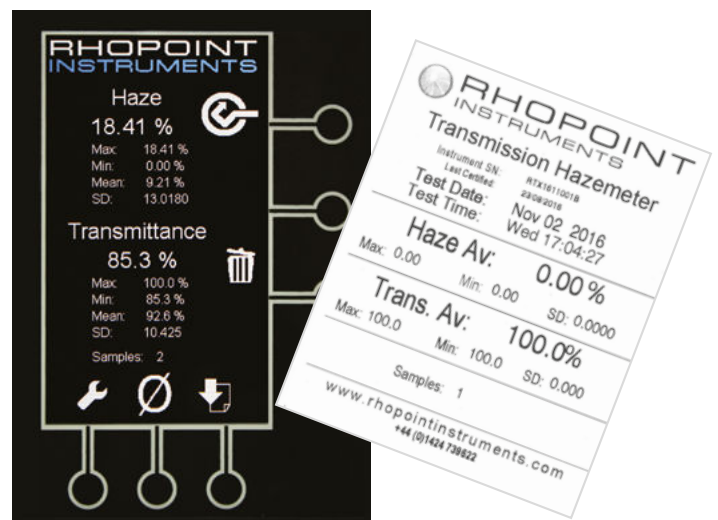 RHOPOINT
INSTRUMENTS
Haze
18.41 %
Max: 18.41 %
Min: 0.00 %
Mean: 9.21 %
SD: 13.0180
Transmittance
85.3 %
Max: 100.0 %
Min: 85.3 %
Mean: 92.6 %
SD: 10.425
Samples: 2
RHOPOINT
INSTRUMENTS
Transmission Hazemeter
Instrument SN: RTX1611001B
Last Certified: 23/08/2016
Test Date: Nov 02 2016
Test Time: Wed 17:04:27
Haze Av: 0.00 %
Max: 0.00 Min: 0.00 SD: 0.0000
Trans. Av: 100.0%
Max: 100.0 Min: 100.0 SD: 0.000
Samples: 1
www.rhopointinstruments.com
+44 (0)1424 739622